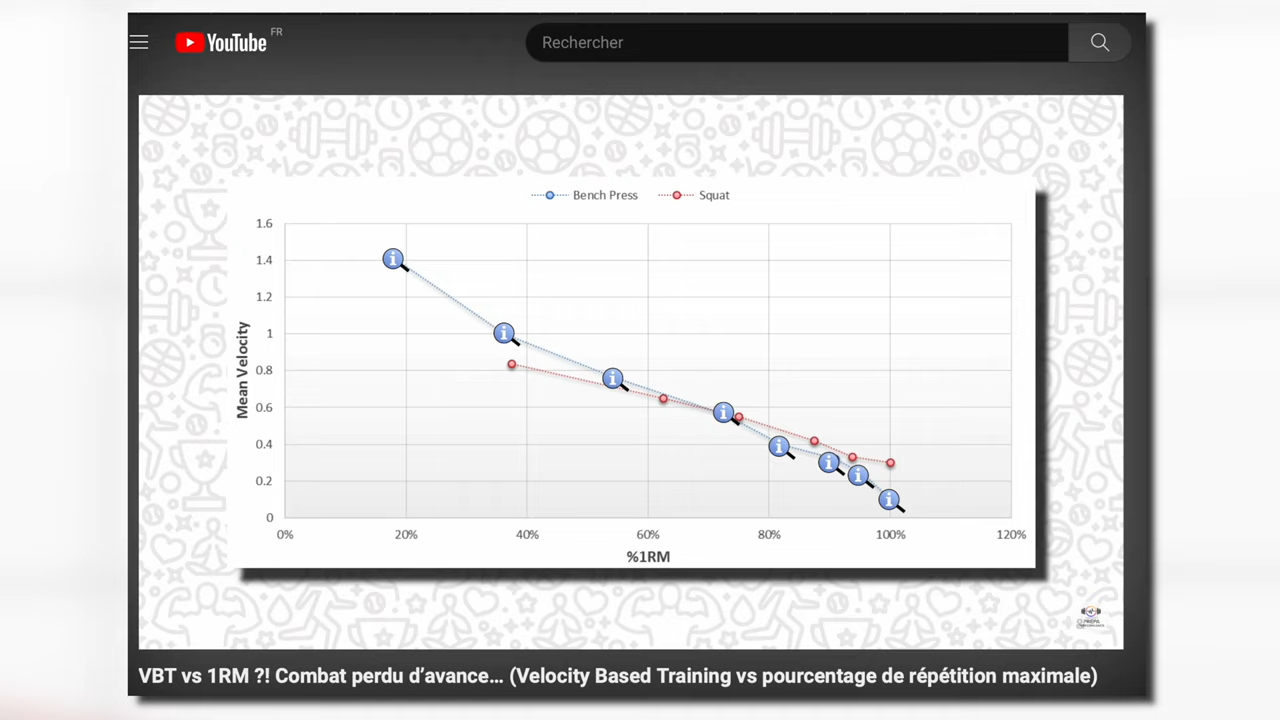 YouTube FR
Rechercher
Bench Press Squat
1.6
1.4
1.2
1
0.8
0.6
0.4
0.2
0
Mean Velocity
0% 20% 40% 60% 80% 100% 120%
%1RM
VBT vs 1RM ?! Combat perdu d’avance… (Velocity Based Training vs pourcentage de répétition maximale)